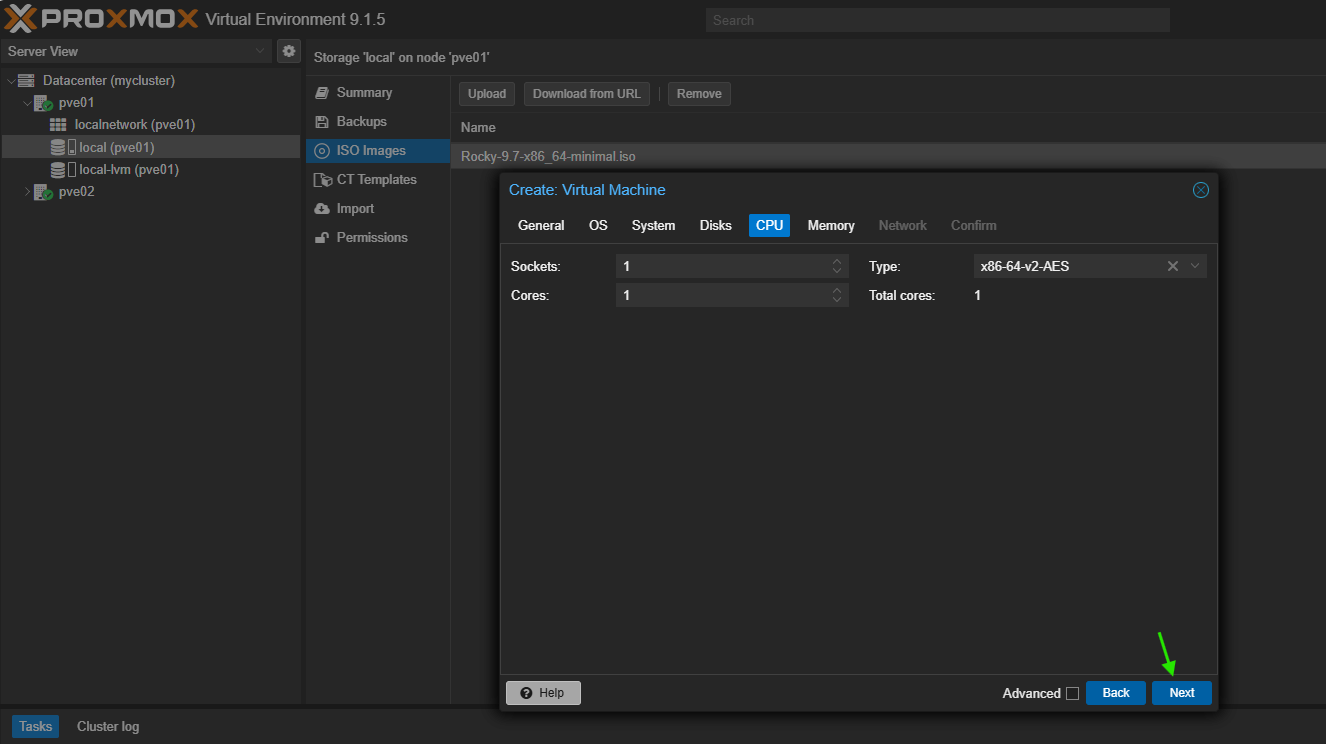 PROXMOX Virtual Environment 9.1.5
Search
Server View
Storage 'local' on node 'pve01'
Datacenter (mycluster)
pve01
localnetwork (pve01)
local (pve01)
local-lvm (pve01)
pve02
Summary
Backups
ISO Images
CT Templates
Import
Permissions
Upload
Download from URL
Remove
Name
Rocky-9.7-x86_64-minimal.iso
Create: Virtual Machine
General OS System Disks CPU Memory Network Confirm
Sockets: 1 Type: x86-64-v2-AES
Cores: 1 Total cores: 1
Help Advanced Back Next
Tasks Cluster log